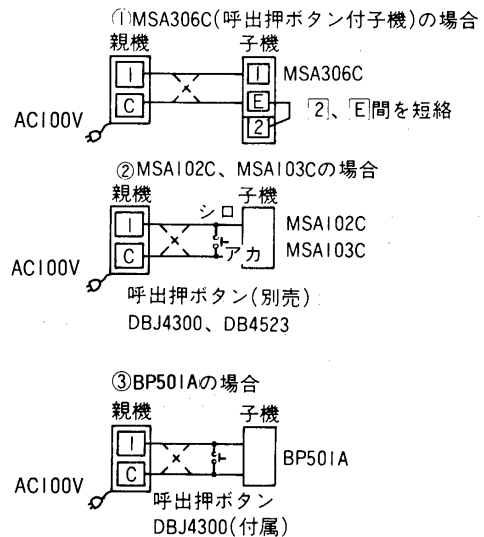 ①MSA306C(呼出押ボタン付子機)の場合
親機 子機
1 1 MSA306C
C E
2 2、E間を短絡
AC100V
②MSA102C、MSA103Cの場合
親機 子機
シロ
1 MSA102C
C アカ MSA103C
AC100V
呼出押ボタン(別売)
DBJ4300、DB4523
③BP501Aの場合
親機 子機
1
C BP501A
AC100V
呼出押ボタン
DBJ4300(付属)